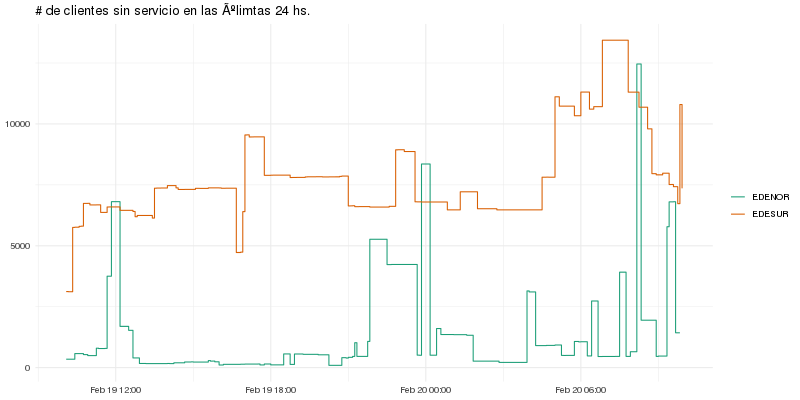 # de clientes sin servicio en las Ãºlimtas 24 hs.
10000
5000
0
Feb 19 12:00
Feb 19 18:00
Feb 20 00:00
Feb 20 06:00
EDENOR
EDESUR